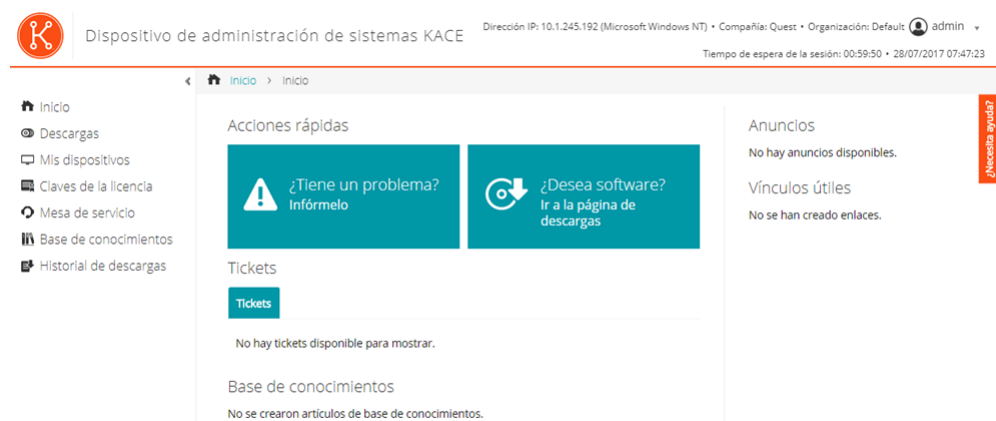 Dispositivo de administración de sistemas KACE
Dirección IP: 10.1.245.192 (Microsoft Windows NT) • Compañía: Quest • Organización: Default admin
Tiempo de espera de la sesión: 00:59:50 • 28/07/2017 07:47:23
Inicio > Inicio
Inicio
Descargas
Mis dispositivos
Claves de la licencia
Mesa de servicio
Base de conocimientos
Historial de descargas
Acciones rápidas
¿Tiene un problema?
Infórmelo
¿Desea software?
Ir a la página de
descargas
Tickets
Tickets
No hay tickets disponible para mostrar.
Base de conocimientos
No se crearon artículos de base de conocimientos.
Anuncios
No hay anuncios disponibles.
Vínculos útiles
No se han creado enlaces.
¿Necesita ayuda?